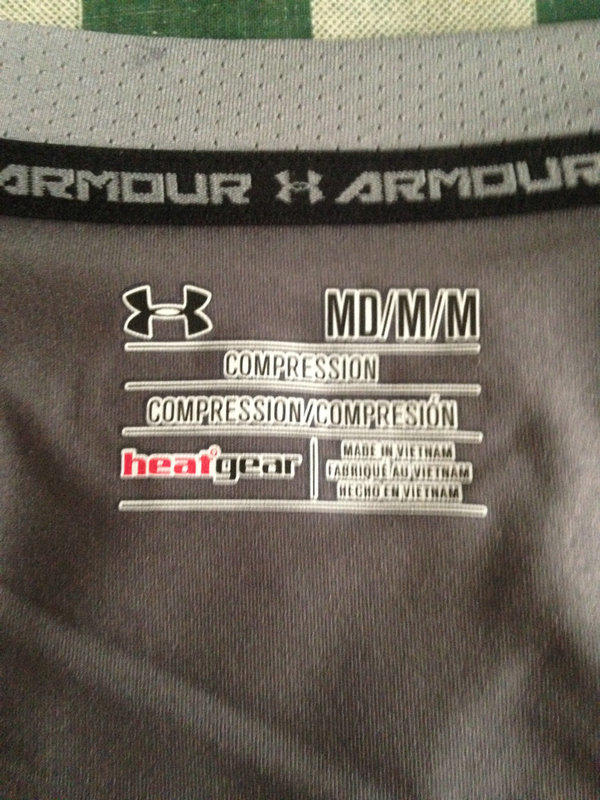 ARMOUR ARMOUR
MD/M/M
COMPRESSION
COMPRESSION/COMPRESIÓN
heatgear
MADE IN VIETNAM
FABRIQUÉ AU VIETNAM
HECHO EN VIETNAM